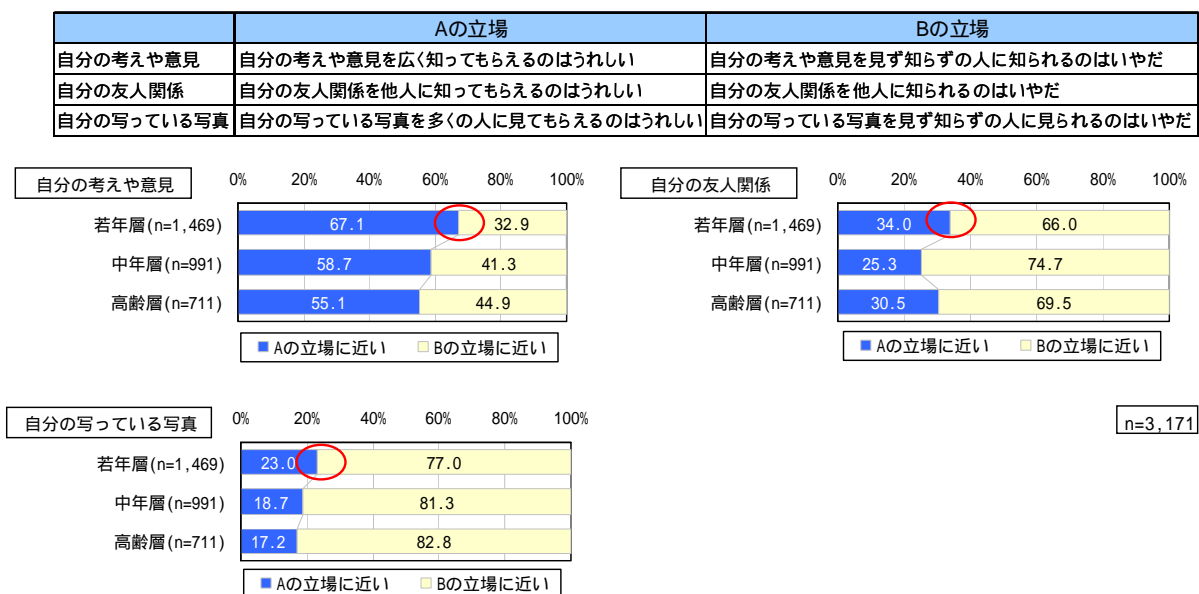 Aの立場 Bの立場
自分の考えや意見 自分の考えや意見を広く知ってもらえるのはうれしい 自分の考えや意見を見ず知らずの人に知られるのはいやだ
自分の友人関係 自分の友人関係を他人に知ってもらえるのはうれしい 自分の友人関係を他人に知られるのはいやだ
自分の写っている写真 自分の写っている写真を多くの人に見てもらえるのはうれしい 自分の写っている写真を見ず知らずの人に見られるのはいやだ
自分の考えや意見
0% 20% 40% 60% 80% 100%
若年層(n=1,469) 67.1 32.9
中年層(n=991) 58.7 41.3
高齢層(n=711) 55.1 44.9
Aの立場に近い Bの立場に近い
自分の友人関係
0% 20% 40% 60% 80% 100%
若年層(n=1,469) 34.0 66.0
中年層(n=991) 25.3 74.7
高齢層(n=711) 30.5 69.5
Aの立場に近い Bの立場に近い
自分の写っている写真
0% 20% 40% 60% 80% 100%
若年層(n=1,469) 23.0 77.0
中年層(n=991) 18.7 81.3
高齢層(n=711) 17.2 82.8
Aの立場に近い Bの立場に近い
n=3,171